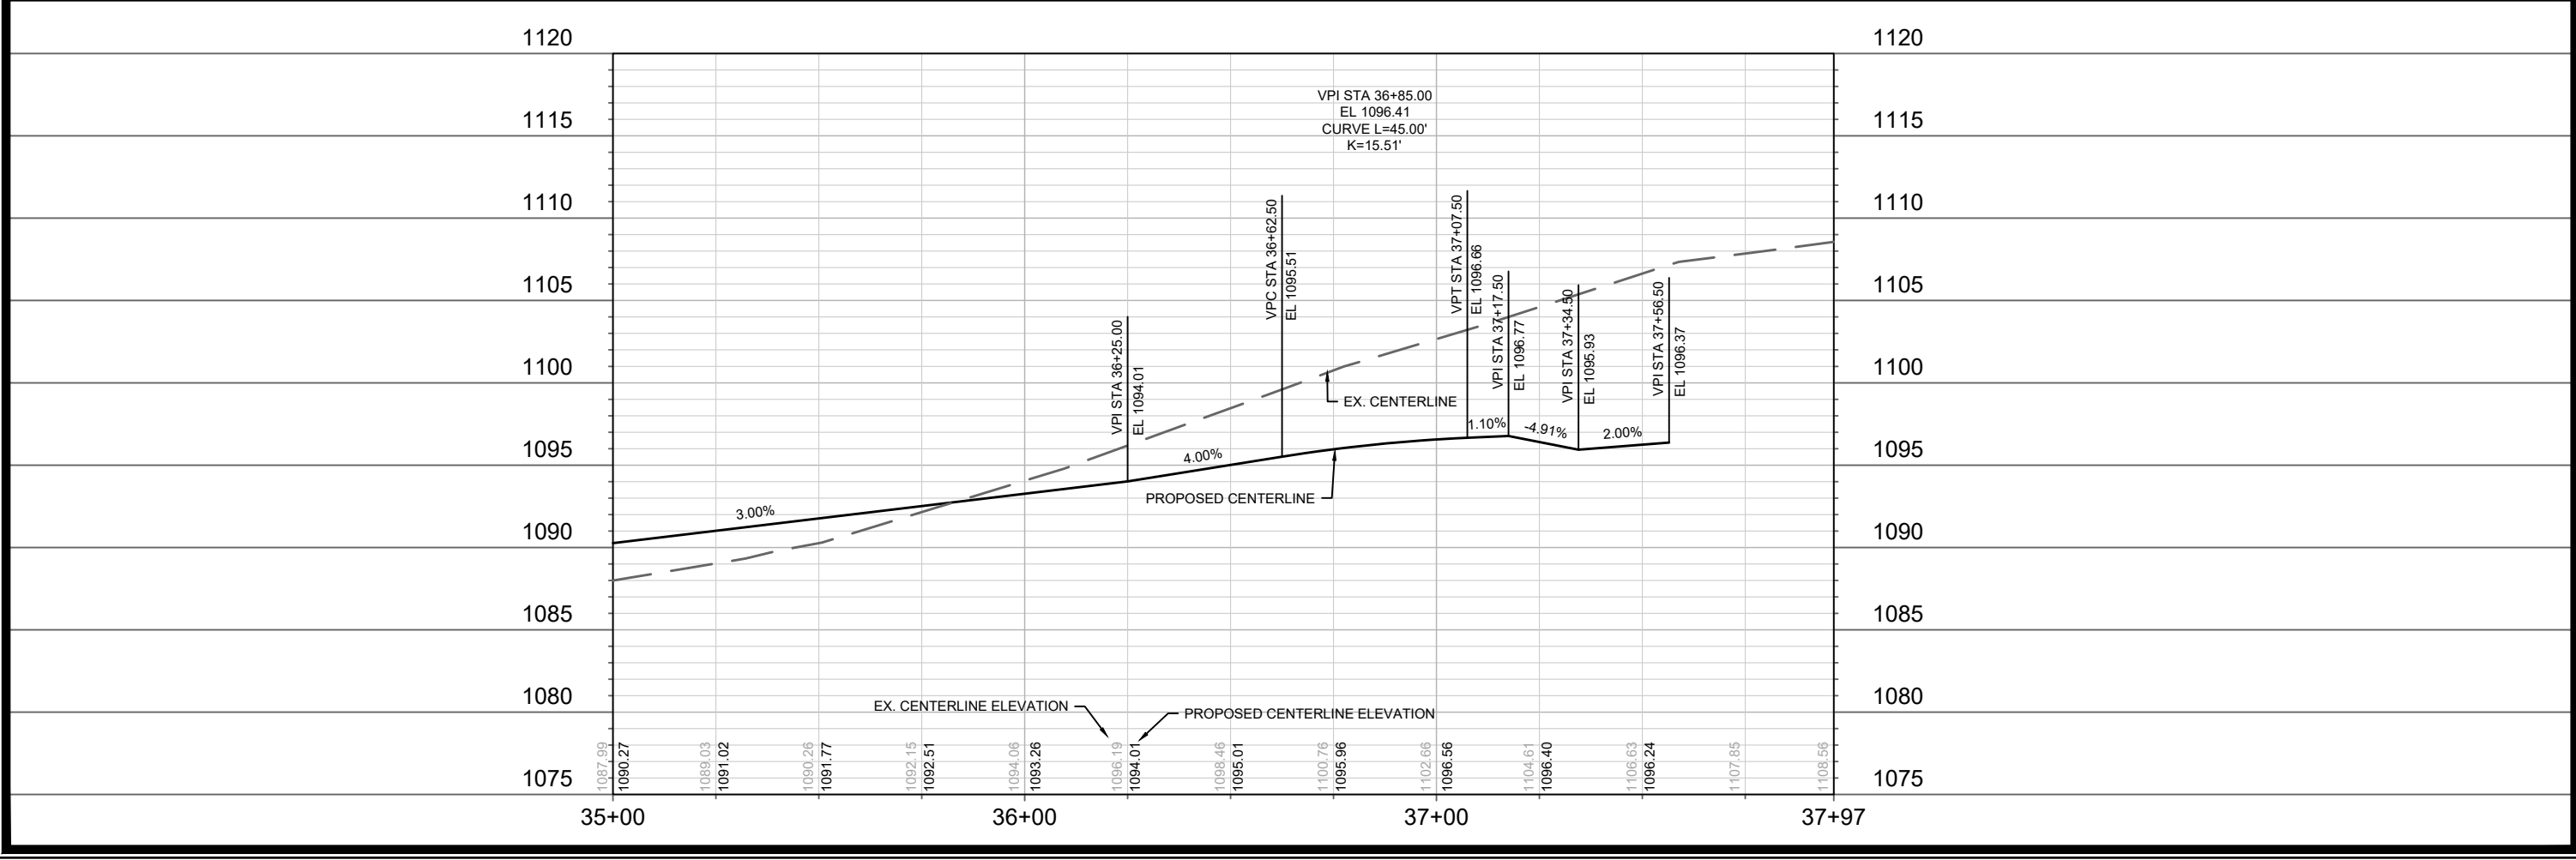 1120
1120
VPI STA 36+85.00
EL 1096.41
CURVE L=45.00'
K=15.51'
1115
1115
1110
1110
VPC STA 36+62.50
EL 1095.51
VPT STA 37+07.50
EL 1096.66
1105
1105
VPI STA 36+25.00
EL 1094.01
VPI STA 37+17.50
EL 1096.77
VPI STA 37+34.50
EL 1095.93
VPI STA 37+56.50
EL 1096.37
1100
1100
EX. CENTERLINE
1.10%
-4.91%
2.00%
1095
1095
4.00%
PROPOSED CENTERLINE
3.00%
1090
1090
1085
1085
1080
1080
EX. CENTERLINE ELEVATION
PROPOSED CENTERLINE ELEVATION
1087.99
1090.27
1089.03
1091.02
1090.26
1091.77
1092.15
1092.51
1094.06
1093.26
1096.19
1094.01
1098.46
1095.01
1100.76
1095.96
1102.66
1096.56
1104.61
1096.40
1106.63
1096.24
1107.85
1108.56
1075
1075
35+00
36+00
37+00
37+97